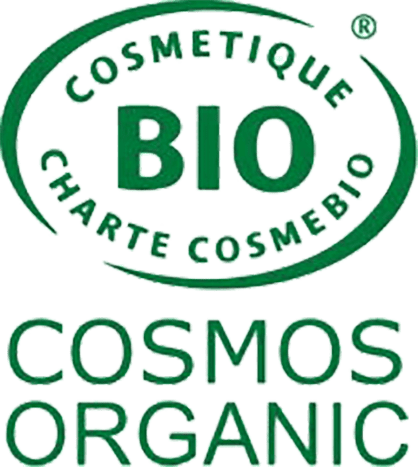 COSMETIQUE
®
BIO
CHARTE COSMEBIO
COSMOS
ORGANIC